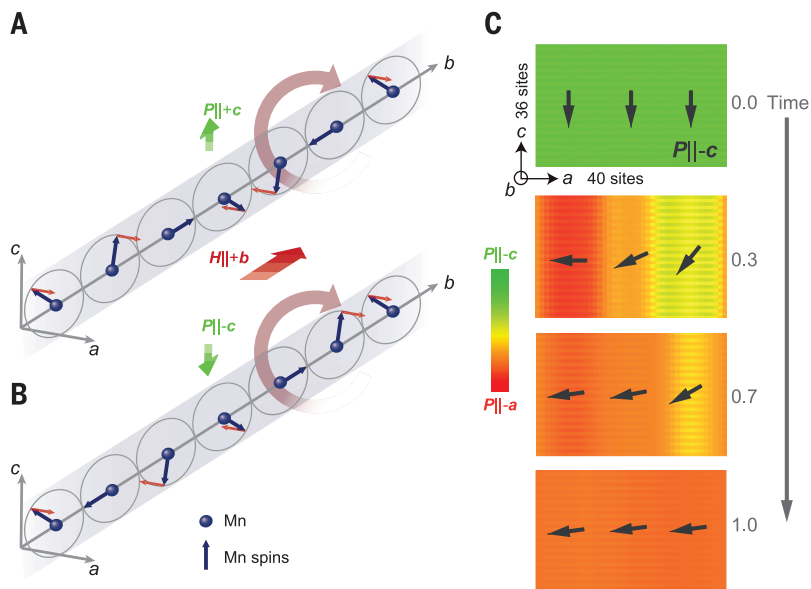 A
b
P||+c
c
a
H||+b
B
b
P||-c
c
a
Mn
Mn spins
C
36 sites
c
b
a
40 sites
P||-c
0.0
Time
P||-c
P||-a
0.3
0.7
1.0